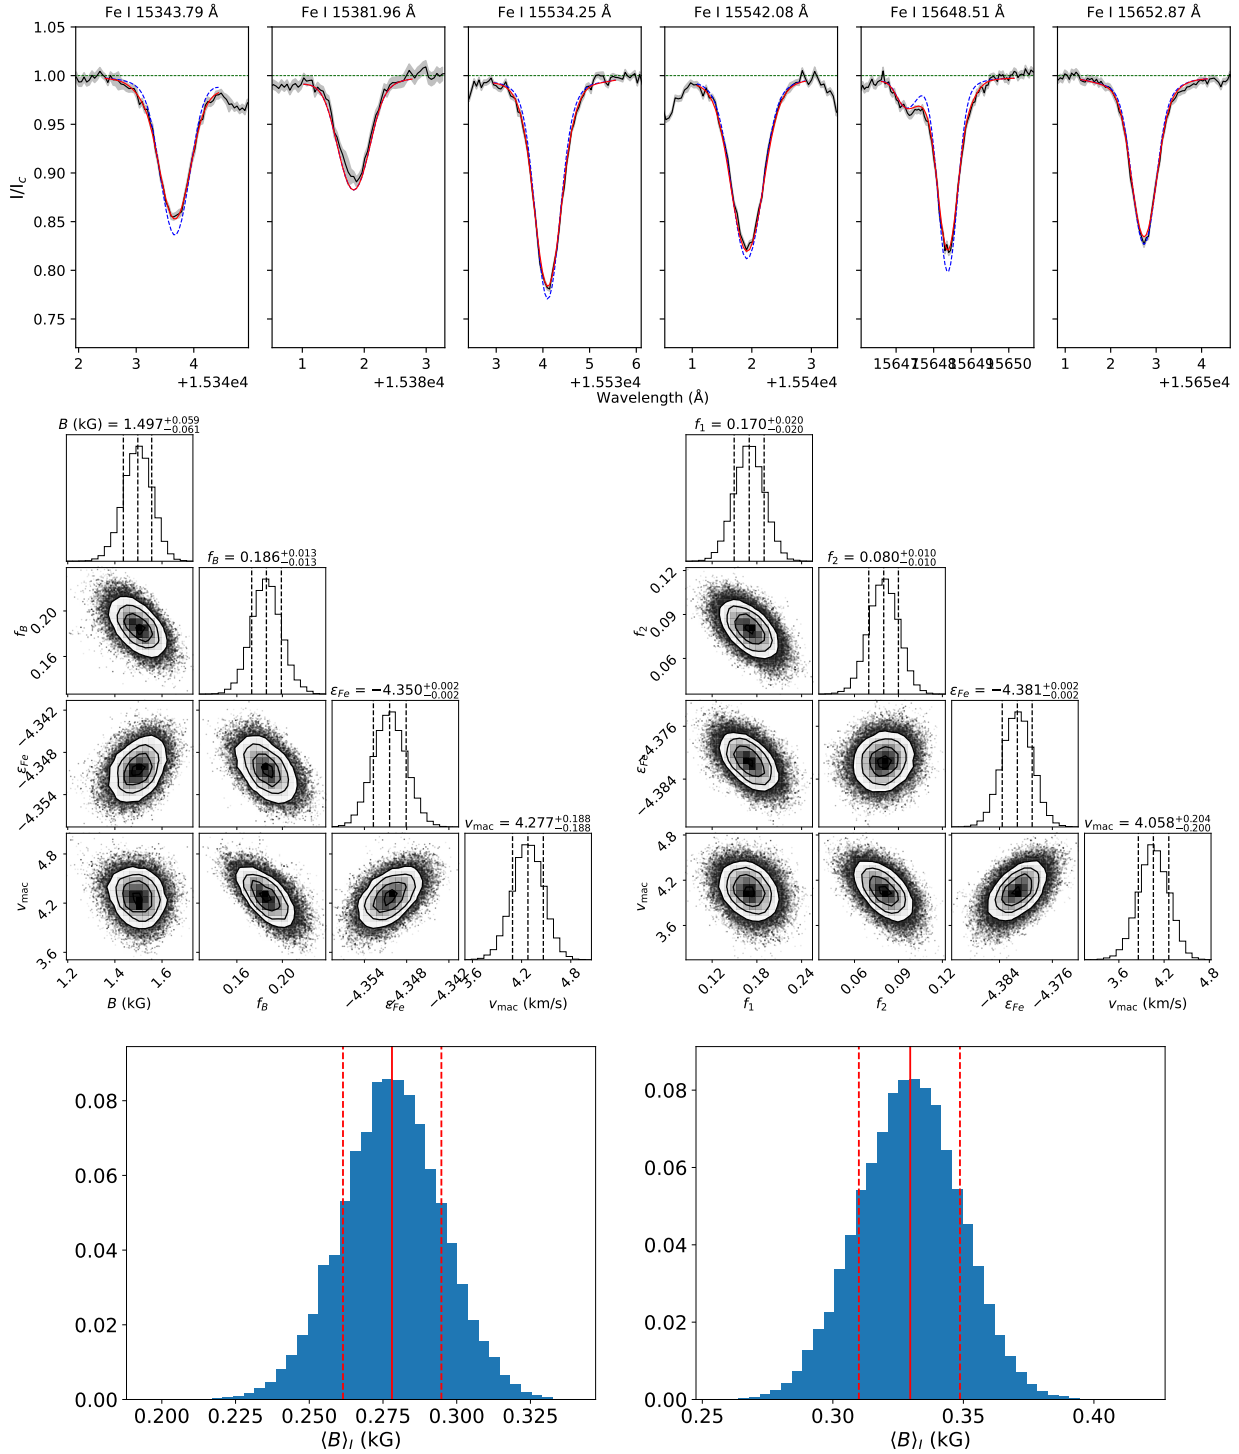 Fe I 15343.79 Å Fe I 15381.96 Å Fe I 15534.25 Å Fe I 15542.08 Å Fe I 15648.51 Å Fe I 15652.87 Å
1.05
1.00
0.95
0.90
0.85
0.80
0.75
I/I_c
2 3 4 1 2 3 3 4 5 6 1 2 3 15647 15648 15649 15650 1 2 3 4
+1.534e4 +1.538e4 +1.553e4 +1.554e4 +1.565e4
Wavelength (Å)
B (kG) = 1.497 +0.059 −0.061
f_1 = 0.170 +0.020 −0.020
f_B = 0.186 +0.013 −0.013
f_2 = 0.080 +0.010 −0.010
0.20
0.16
f_B
0.12
0.09
0.06
f_2
ε_Fe = −4.350 +0.002 −0.002
ε_Fe = −4.381 +0.002 −0.002
−4.342
−4.348
−4.354
ε_Fe
−4.376
−4.384
ε_Fe
v_mac = 4.277 +0.188 −0.188
v_mac = 4.058 +0.204 −0.200
4.8
4.2
3.6
v_mac
4.8
4.2
3.6
v_mac
1.2 1.4 1.6 0.16 0.20 −4.354 −4.348 −4.342 3.6 4.2 4.8
0.12 0.18 0.24 0.06 0.09 0.12 −4.384 −4.376 3.6 4.2 4.8
B (kG) f_B ε_Fe v_mac (km/s)
f_1 f_2 ε_Fe v_mac (km/s)
0.08
0.06
0.04
0.02
0.00
0.200 0.225 0.250 0.275 0.300 0.325
⟨B⟩_I (kG)
0.08
0.06
0.04
0.02
0.00
0.25 0.30 0.35 0.40
⟨B⟩_I (kG)